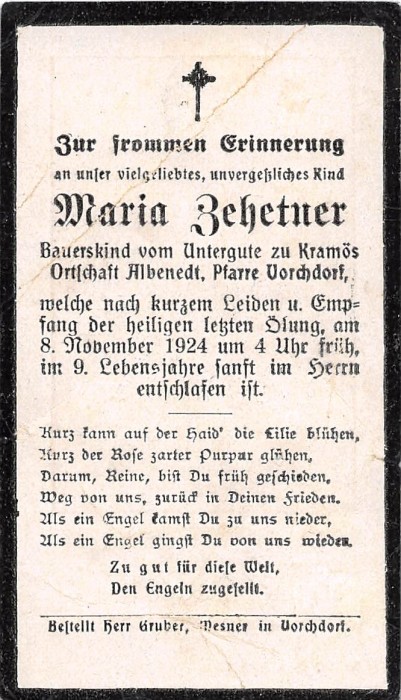 Zur frommen Erinnerung
an unser vielgeliebtes, unvergeßliches Kind
Maria Zehetner
Bauerskind vom Untergute zu Kramös
Ortschaft Albenedt, Pfarre Vorchdorf,
welche nach kurzem Leiden u. Emp=
fang der heiligen letzten Ölung, am
8. November 1924 um 4 Uhr früh,
im 9. Lebensjahre sanft im Herrn
entschlafen ist.
Kurz kann auf der Haid' die Lilie blühen,
Kurz der Rose zarter Purpur glühen,
Darum, Reine, bist Du früh geschieden,
Weg von uns, zurück in Deinen Frieden.
Als ein Engel kamst Du zu uns nieder,
Als ein Engel gingst Du von uns wieder.
Zu gut für diese Welt,
Den Engeln zugesellt.
Bestellt Herr Gruber, Mesner in Vorchdorf.